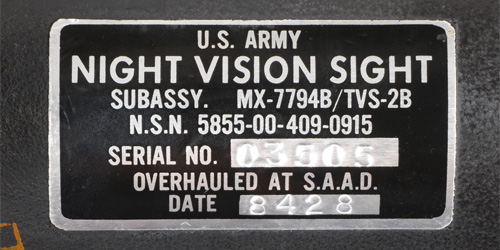 U.S. ARMY
NIGHT VISION SIGHT
SUBASSY. MX-7794B/TVS-2B
N.S.N. 5855-00-409-0915
SERIAL NO. 03505
OVERHAULED AT S.A.A.D.
DATE 8428